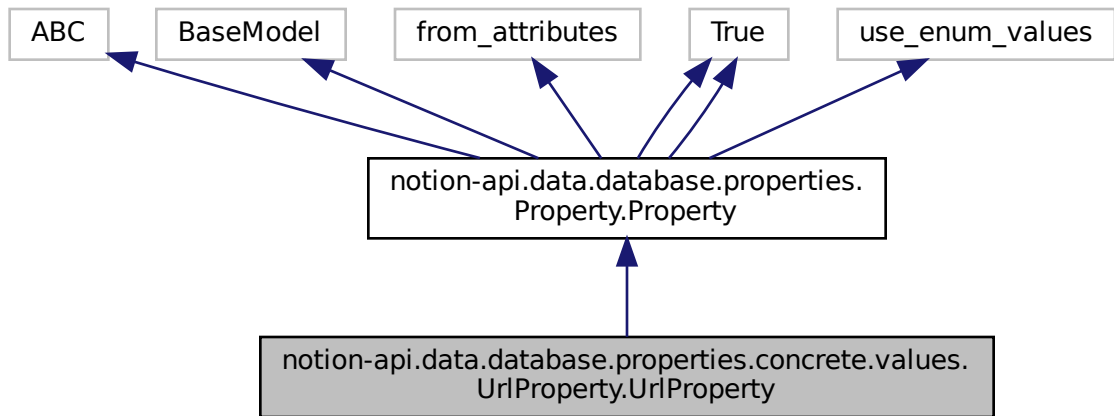 ABC
BaseModel
from_attributes
True
use_enum_values
notion-api.data.database.properties.
Property.Property
notion-api.data.database.properties.concrete.values.
UrlProperty.UrlProperty